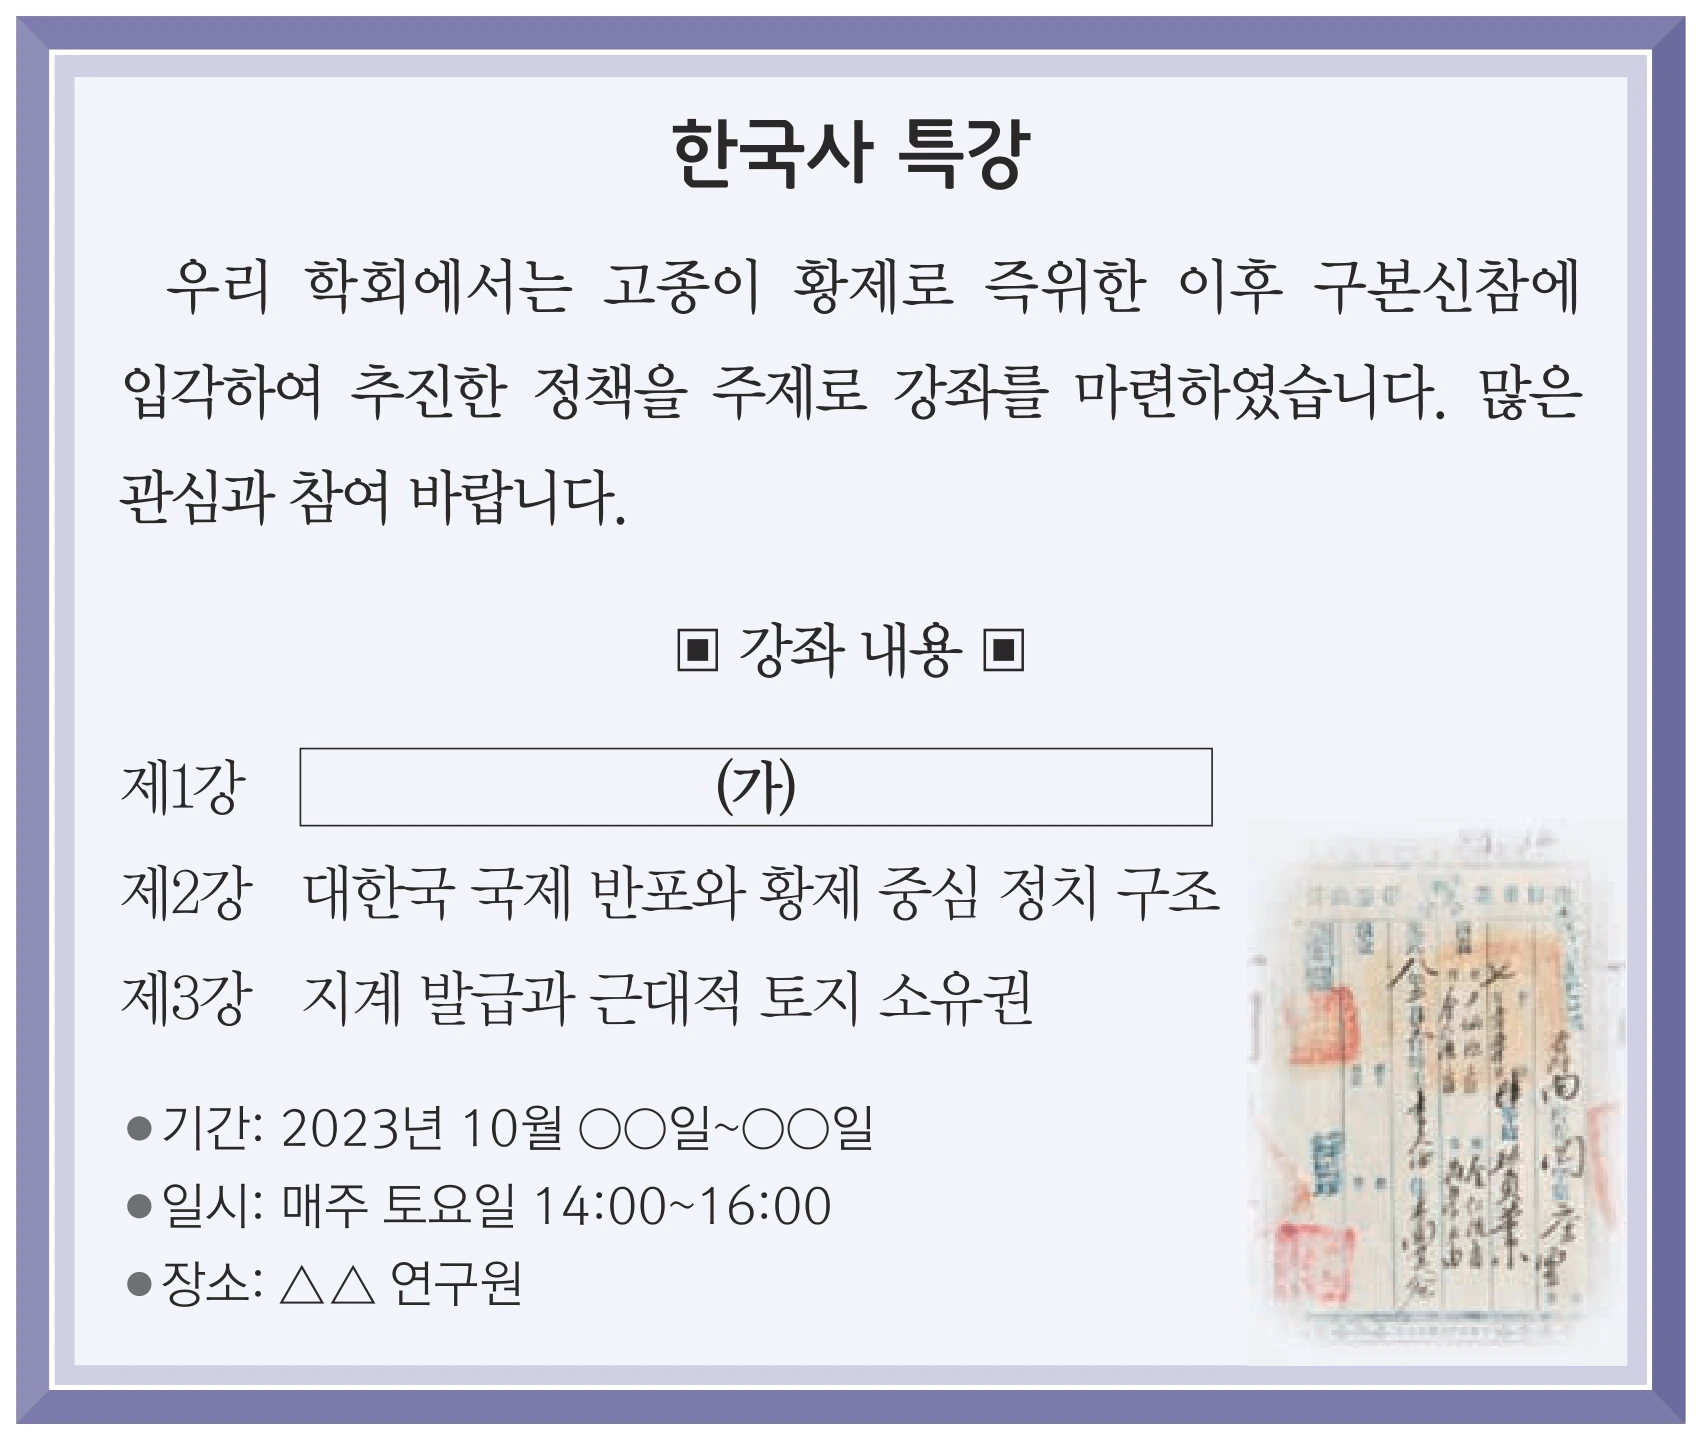 한국사 특강
우리 학회에서는 고종이 황제로 즉위한 이후 구본신참에
입각하여 추진한 정책을 주제로 강좌를 마련하였습니다. 많은
관심과 참여 바랍니다.
▣ 강좌 내용 ▣
제1강 (가)
제2강 대한국 국제 반포와 황제 중심 정치 구조
제3강 지계 발급과 근대적 토지 소유권
●기간: 2023년 10월 ○○일~○○일
●일시: 매주 토요일 14:00~16:00
●장소: △△ 연구원